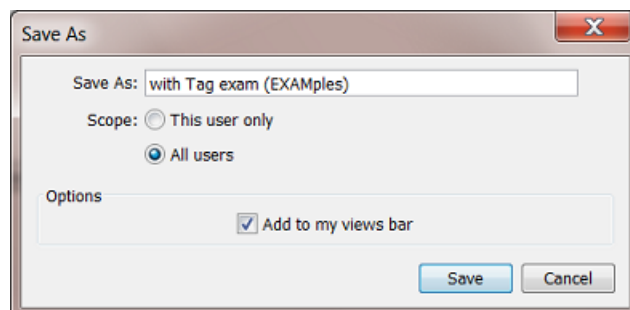 Save As
Save As: with Tag exam (EXAMples)
Scope: This user only
All users
Options
Add to my views bar
Save Cancel